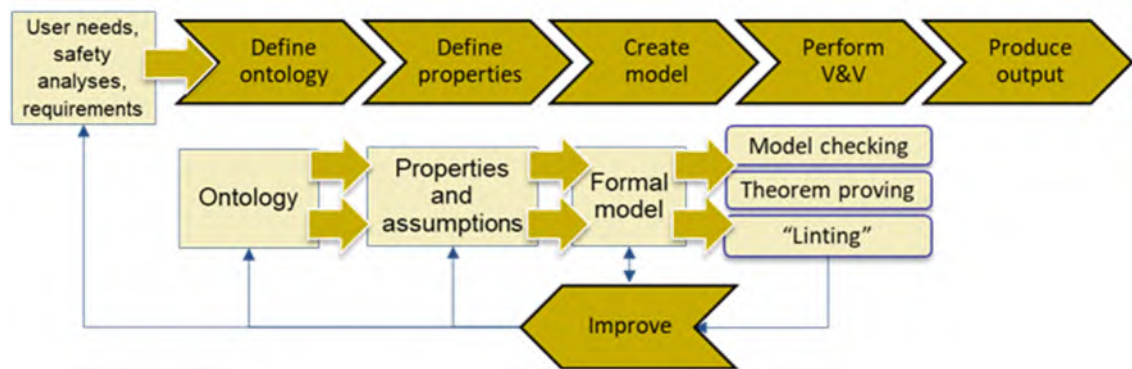 User needs,
safety
analyses,
requirements
Define
ontology
Define
properties
Create
model
Perform
V&V
Produce
output
Ontology
Properties
and
assumptions
Formal
model
Model checking
Theorem proving
“Linting”
Improve